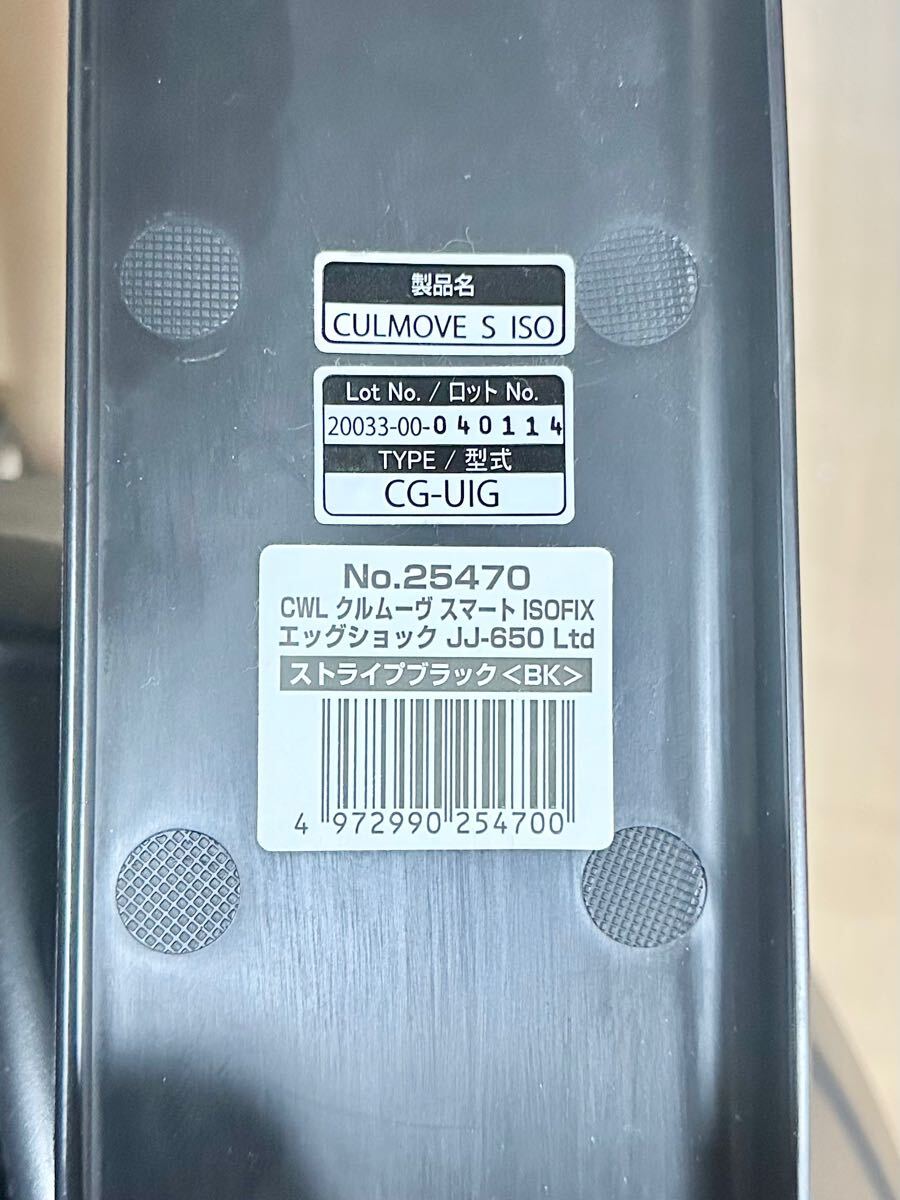 製品名
CULMOVE S ISO
Lot No. / ロット No.
20033-00-040114
TYPE / 型式
CG-UIG
No.25470
CWL クルムーヴ スマート ISOFIX
エッグショック JJ-650 Ltd
ストライプブラック<BK>
4 972990 254700